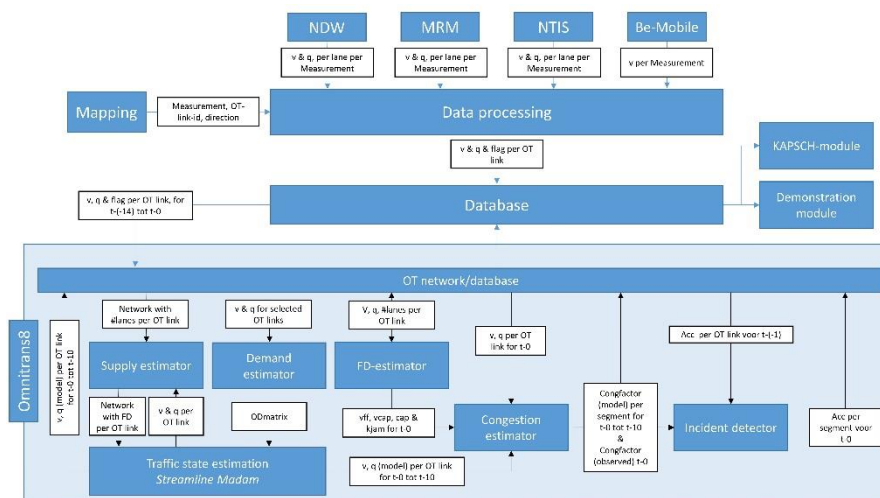 NDW
MRM
NTIS
Be-Mobile
v & q, per lane per
Measurement
v & q, per lane per
Measurement
v & q, per lane per
Measurement
v per Measurement
Mapping
Measurement, OT-
link-id, direction
Data processing
v & q & flag per OT
link
KAPSCH-module
v, q & flag per OT link, for
t-(-14) tot t-0
Database
Demonstration
module
Omnitrans8
OT network/database
v, q (model) per OT link
for t-0 tot t-10
Network with
#lanes per OT link
v & q for selected
OT links
V, q, #lanes per
OT link
v, q per OT
link for t-0
Acc per OT link voor t-(-1)
Supply estimator
Demand
estimator
FD-estimator
Network
with FD
per OT link
v & q per
OT link
ODmatrix
vff, vcap, cap &
kjam for t-0
Congestion
estimator
Congfactor
(model) per
segment for
t-0 tot t-10
&
Congfactor
(observed) t-0
Incident detector
Acc per
segment voor
t-0
Traffic state estimation
Streamline Madam
v, q (model) per OT link
for t-0 tot t-10